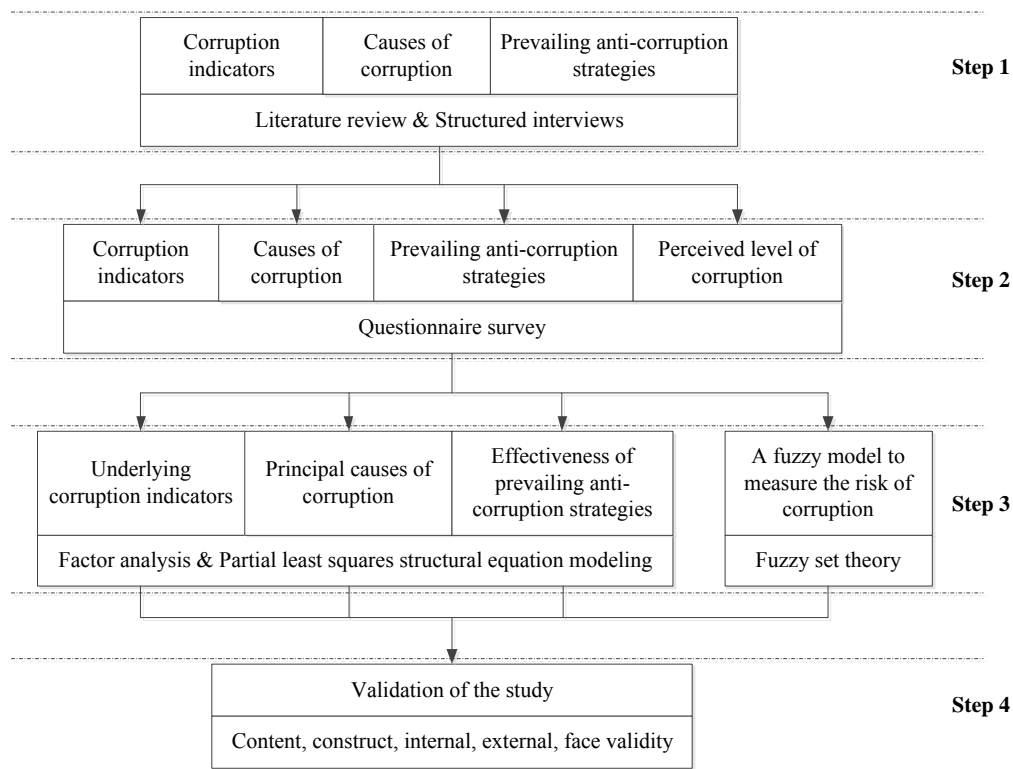 Corruption
indicators
Causes of
corruption
Prevailing anti-corruption
strategies
Step 1
Literature review & Structured interviews
Corruption
indicators
Causes of
corruption
Prevailing anti-corruption
strategies
Perceived level of
corruption
Step 2
Questionnaire survey
Underlying
corruption indicators
Principal causes of
corruption
Effectiveness of
prevailing anti-
corruption strategies
A fuzzy model to
measure the risk of
corruption
Step 3
Factor analysis & Partial least squares structural equation modeling
Fuzzy set theory
Validation of the study
Step 4
Content, construct, internal, external, face validity